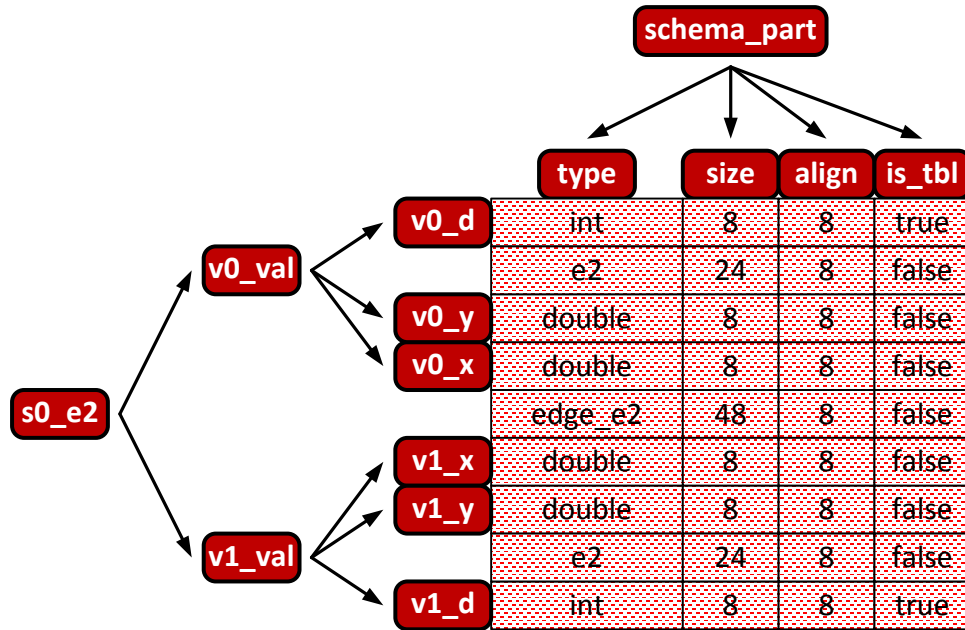 schema_part
type size align is_tbl
v0_d int 8 8 true
v0_val e2 24 8 false
v0_y double 8 8 false
v0_x double 8 8 false
s0_e2 edge_e2 48 8 false
v1_x double 8 8 false
v1_y double 8 8 false
v1_val e2 24 8 false
v1_d int 8 8 true